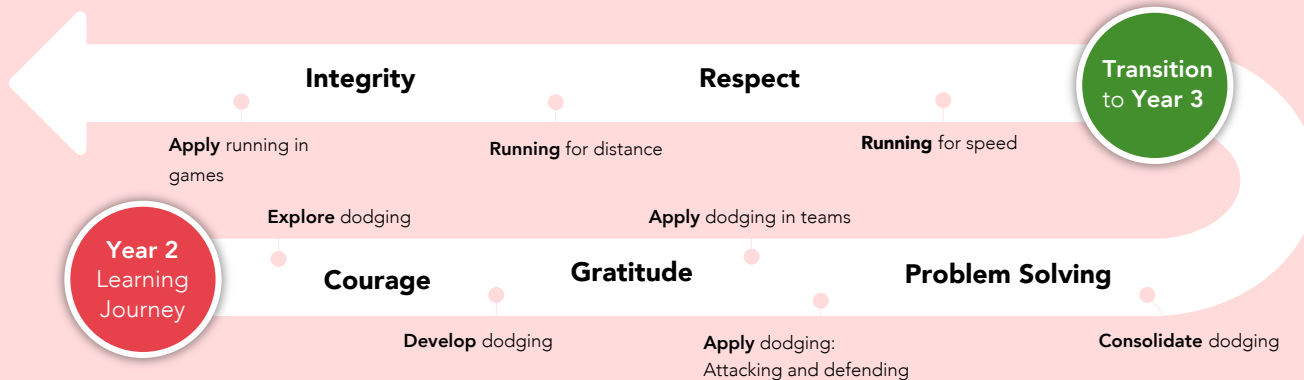 Integrity
Respect
Transition
to Year 3
Apply running in
games
Running for distance
Running for speed
Explore dodging
Apply dodging in teams
Year 2
Learning
Journey
Courage
Gratitude
Problem Solving
Develop dodging
Apply dodging:
Attacking and defending
Consolidate dodging